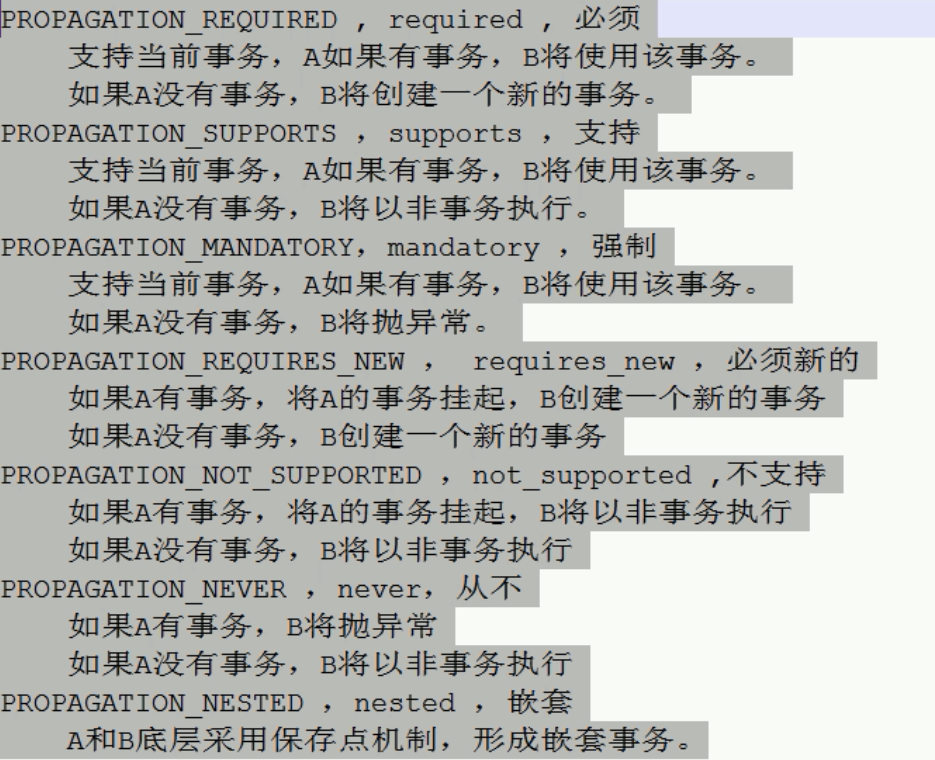 PROPAGATION_REQUIRED , required , 必须
支持当前事务，A如果有事务，B将使用该事务。
如果A没有事务，B将创建一个新的事务。
PROPAGATION_SUPPORTS ，supports ，支持
支持当前事务，A如果有事务，B将使用该事务。
如果A没有事务，B将以非事务执行。
PROPAGATION_MANDATORY，mandatory ，强制
支持当前事务，A如果有事务，B将使用该事务。
如果A没有事务，B将抛异常。
PROPAGATION_REQUIRES_NEW ， requires_new ，必须新的
如果A有事务，将A的事务挂起，B创建一个新的事务
如果A没有事务，B创建一个新的事务
PROPAGATION_NOT_SUPPORTED ，not_supported ,不支持
如果A有事务，将A的事务挂起，B将以非事务执行
如果A没有事务，B将以非事务执行
PROPAGATION_NEVER ，never，从不
如果A有事务，B将抛异常
如果A没有事务，B将以非事务执行
PROPAGATION_NESTED ，nested ，嵌套
A和B底层采用保存点机制，形成嵌套事务。